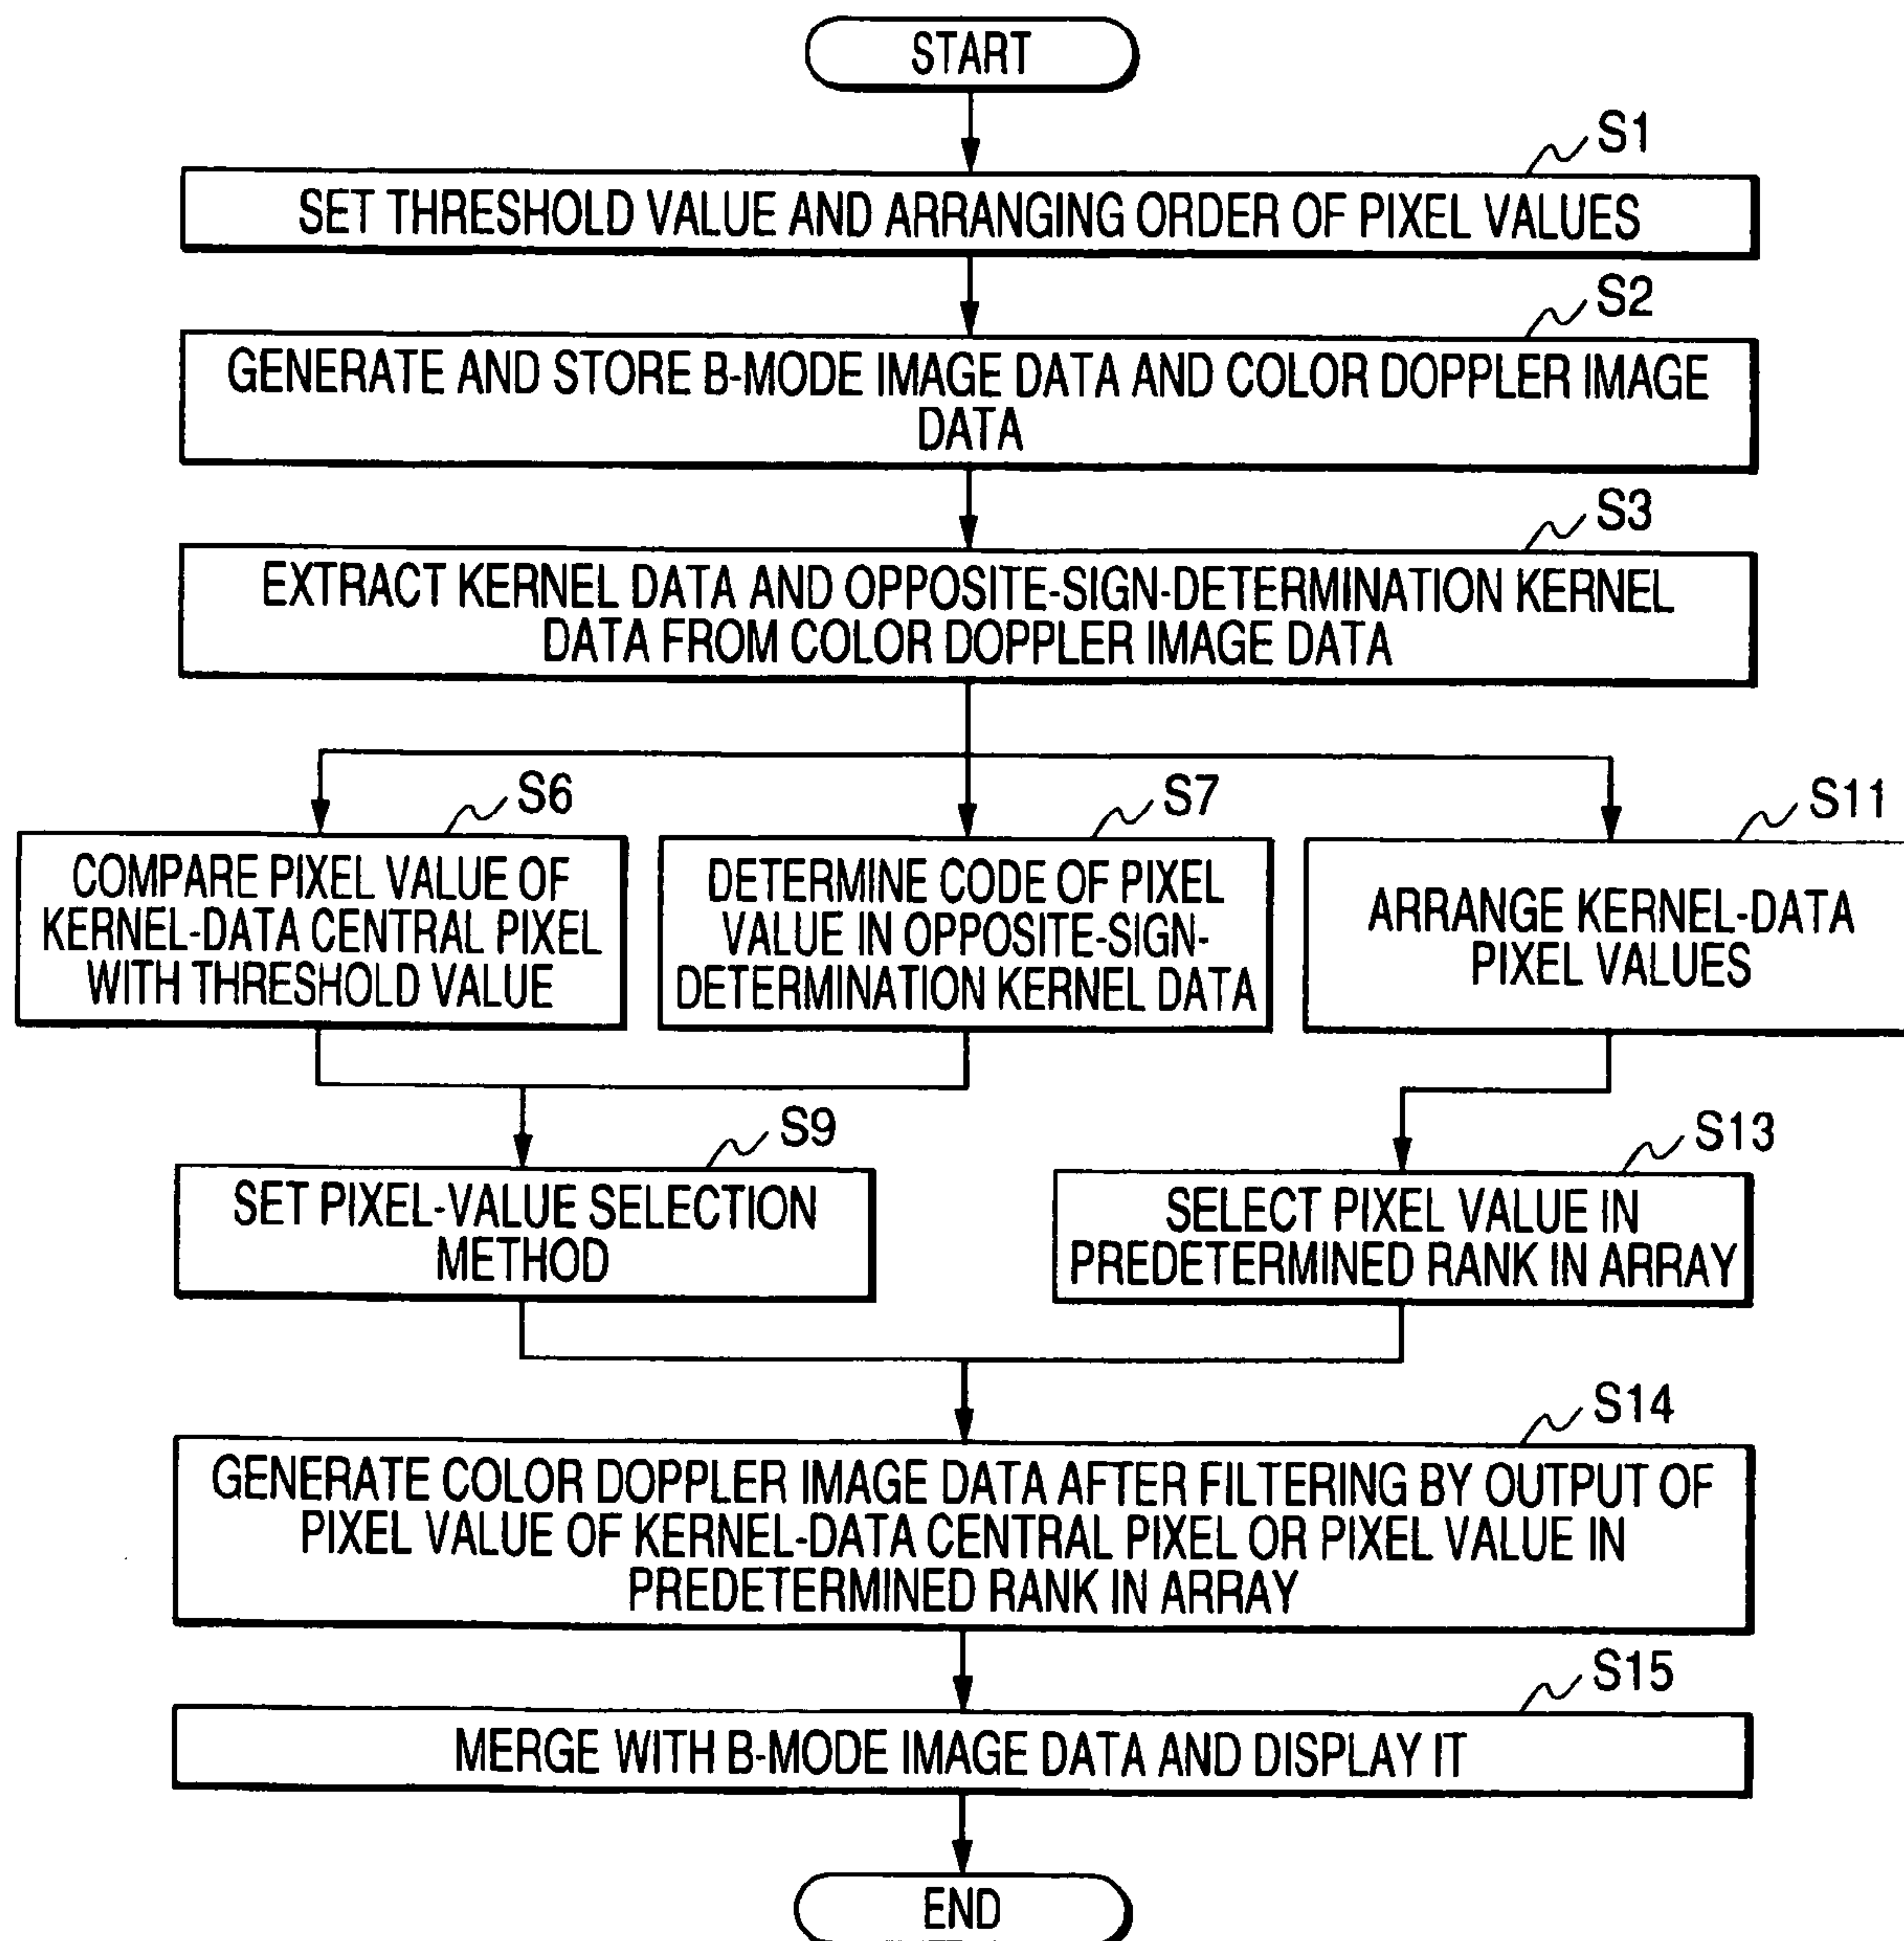 START
S1
SET THRESHOLD VALUE AND ARRANGING ORDER OF PIXEL VALUES
S2
GENERATE AND STORE B-MODE IMAGE DATA AND COLOR DOPPLER IMAGE
DATA
S3
EXTRACT KERNEL DATA AND OPPOSITE-SIGN-DETERMINATION KERNEL
DATA FROM COLOR DOPPLER IMAGE DATA
S6
COMPARE PIXEL VALUE OF
KERNEL-DATA CENTRAL PIXEL
WITH THRESHOLD VALUE
S7
DETERMINE CODE OF PIXEL
VALUE IN OPPOSITE-SIGN-
DETERMINATION KERNEL DATA
S11
ARRANGE KERNEL-DATA
PIXEL VALUES
S9
SET PIXEL-VALUE SELECTION
METHOD
S13
SELECT PIXEL VALUE IN
PREDETERMINED RANK IN ARRAY
S14
GENERATE COLOR DOPPLER IMAGE DATA AFTER FILTERING BY OUTPUT OF
PIXEL VALUE OF KERNEL-DATA CENTRAL PIXEL OR PIXEL VALUE IN
PREDETERMINED RANK IN ARRAY
S15
MERGE WITH B-MODE IMAGE DATA AND DISPLAY IT
END